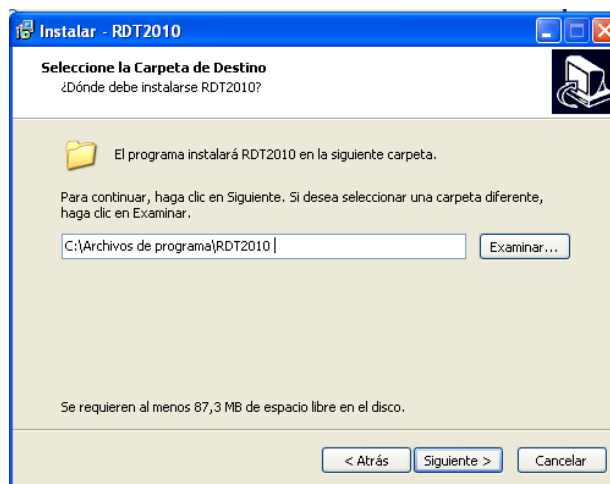 Instalar - RDT2010
Seleccione la Carpeta de Destino
¿Dónde debe instalarse RDT2010?
El programa instalará RDT2010 en la siguiente carpeta.
Para continuar, haga clic en Siguiente. Si desea seleccionar una carpeta diferente,
haga clic en Examinar.
C:\Archivos de programa\RDT2010
Examinar...
Se requieren al menos 87,3 MB de espacio libre en el disco.
< Atrás
Siguiente >
Cancelar